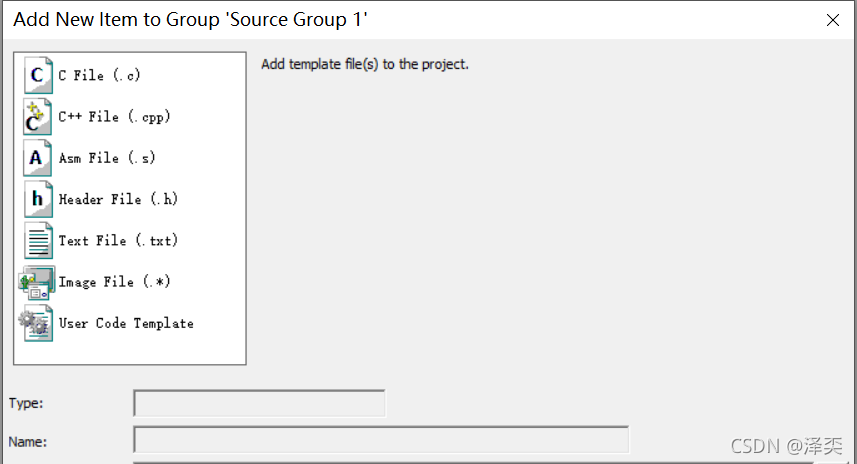 Add New Item to Group 'Source Group 1'
Add template file(s) to the project.
C File (.c)
C++ File (.cpp)
Asm File (.s)
Header File (.h)
Text File (.txt)
Image File (.*)
User Code Template
Type:
Name:
CSDN @泽奕